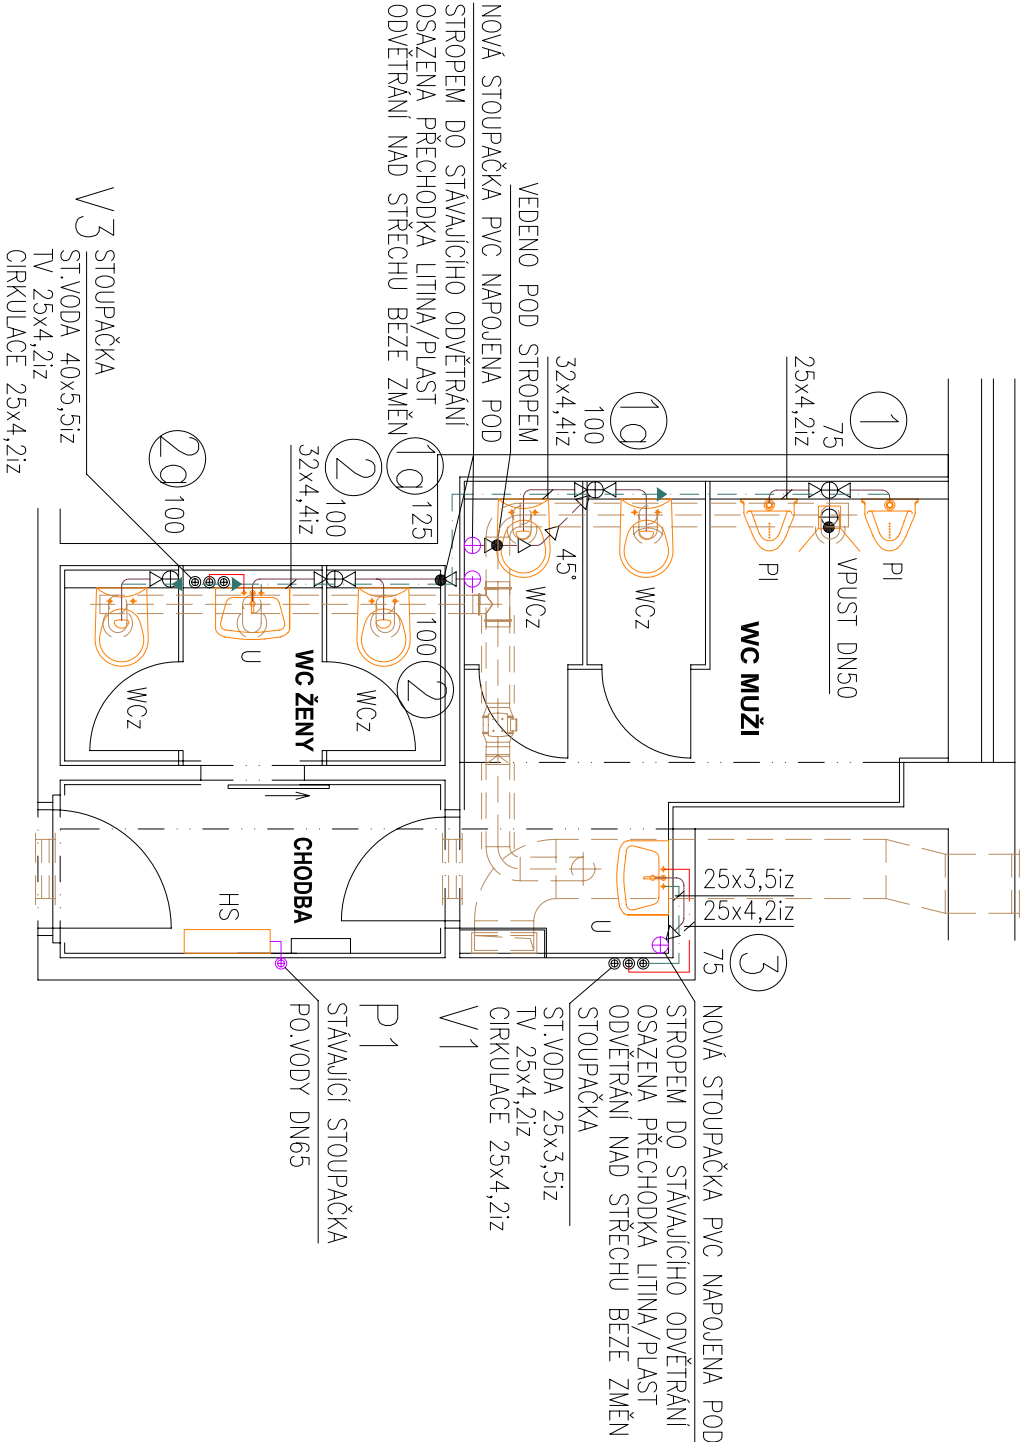 NOVÁ STOUPAČKA PVC NAPOJENA POD
STROPEM DO STÁVAJÍCÍHO ODVĚTRÁNÍ
OSAZENA PŘECHODKA LITINA/PLAST
ODVĚTRÁNÍ NAD STŘECHU BEZE ZMĚN
VEDENO POD STROPEM
1
75
25x4,2iz
1a
100
32x4,4iz
1a
125
2
100
32x4,4iz
2a
100
V3
STOUPAČKA
ST.VODA 40x5,5iz
TV 25x4,2iz
CIRKULACE 25x4,2iz
PI
VPUST DN50
PI
WC MUŽI
WCz
45°
WCz
100
2
WCz
U
WC ŽENY
WCz
CHODBA
HS
U
25x3,5iz
25x4,2iz
75
3
NOVÁ STOUPAČKA PVC NAPOJENA POD
STROPEM DO STÁVAJÍCÍHO ODVĚTRÁNÍ
OSAZENA PŘECHODKA LITINA/PLAST
ODVĚTRÁNÍ NAD STŘECHU BEZE ZMĚN
V1
STOUPAČKA
ST.VODA 25x3,5iz
TV 25x4,2iz
CIRKULACE 25x4,2iz
P1
STÁVAJÍCÍ STOUPAČKA
PO.VODY DN65